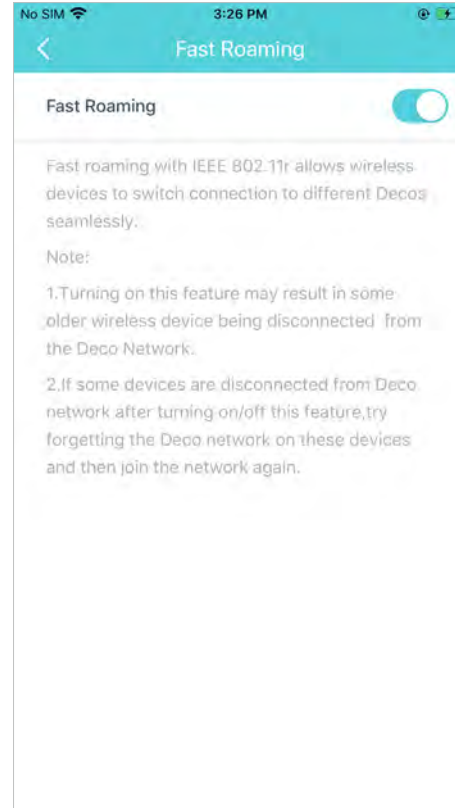 No SIM 3:26 PM
Fast Roaming
Fast Roaming
Fast roaming with IEEE 802.11r allows wireless
devices to switch connection to different Decos
seamlessly.
Note:
1.Turning on this feature may result in some
older wireless device being disconnected from
the Deco Network.
2.If some devices are disconnected from Deco
network after turning on/off this feature,try
forgetting the Deco network on these devices
and then join the network again.